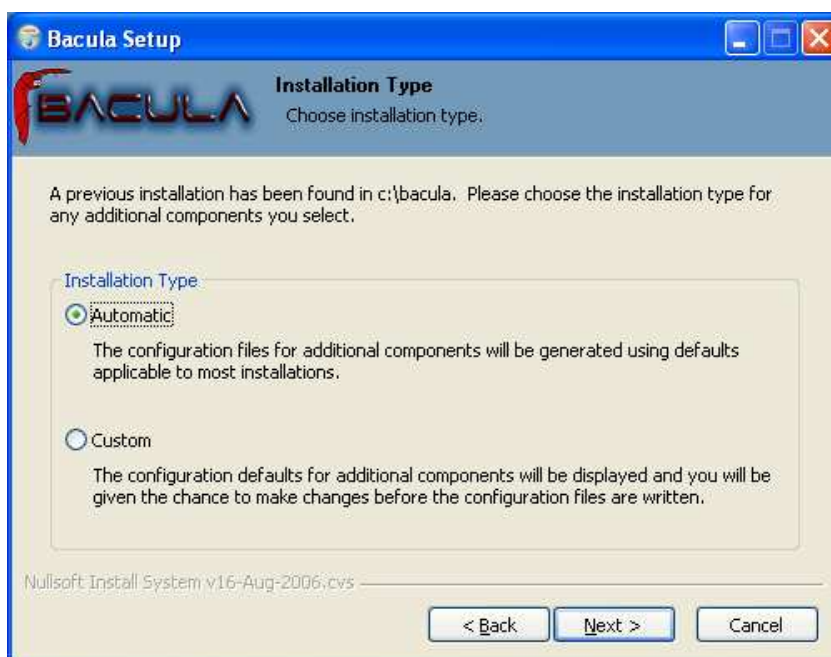 Bacula Setup
BACULA
Installation Type
Choose installation type.
A previous installation has been found in c:\bacula. Please choose the installation type for
any additional components you select.
Installation Type
Automatic
The configuration files for additional components will be generated using defaults
applicable to most installations.
Custom
The configuration defaults for additional components will be displayed and you will be
given the chance to make changes before the configuration files are written.
Nullsoft Install System v16-Aug-2006.cvs
< Back
Next >
Cancel